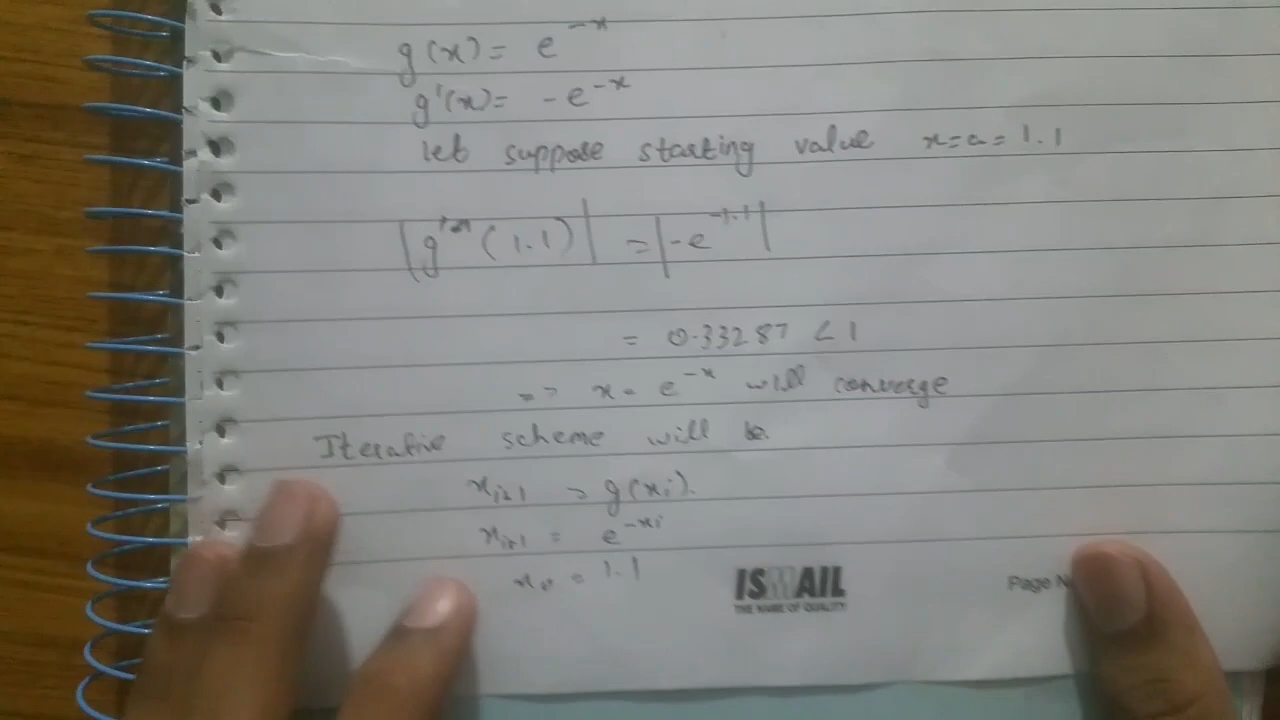 g(x) = e^-x
g'(x) = -e^-x
let suppose starting value x=a=1.1
|g'(1.1)| = |-e^-1.1|
= 0.33287 < 1
=> x = e^-x will converge
Iterative scheme will be
x_i+1 = g(x_i).
x_i+1 = e^-x_i
x_0 = 1.1
ISMAIL
THE NAME OF QUALITY
Page N